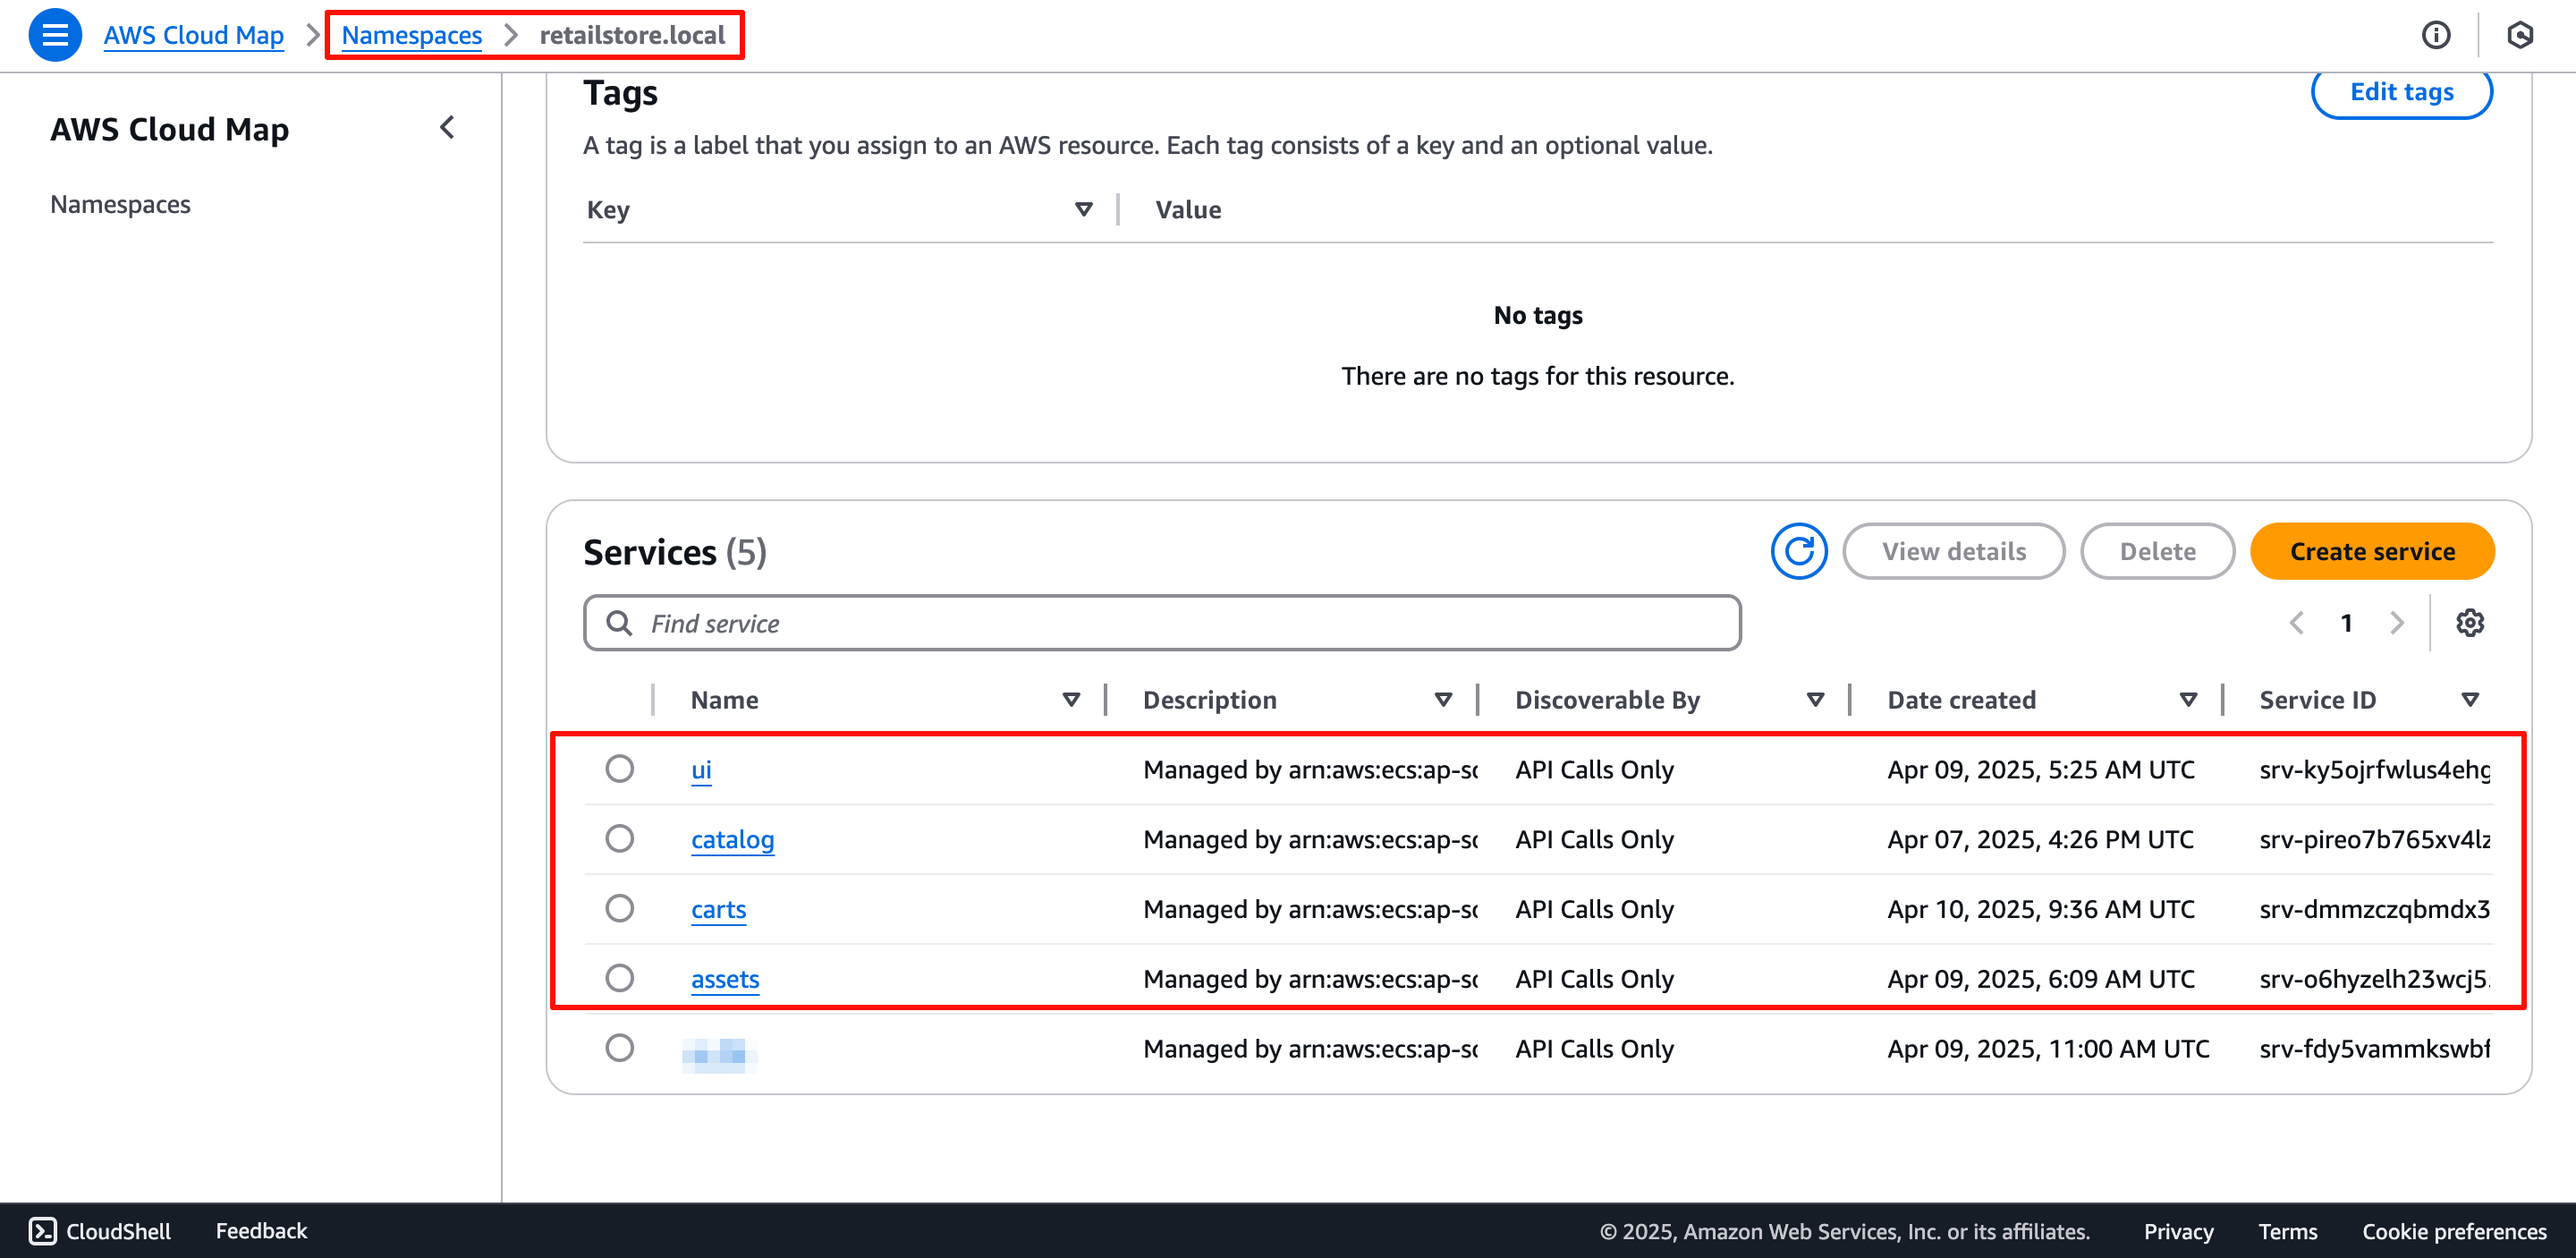 AWS Cloud Map > Namespaces > retailstore.local
AWS Cloud Map
Namespaces
Tags
Edit tags
A tag is a label that you assign to an AWS resource. Each tag consists of a key and an optional value.
Key Value
No tags
There are no tags for this resource.
Services (5)
View details Delete Create service
Find service
1
Name Description Discoverable By Date created Service ID
ui Managed by arn:aws:ecs:ap-sc API Calls Only Apr 09, 2025, 5:25 AM UTC srv-ky5ojrfwlus4ehg
catalog Managed by arn:aws:ecs:ap-sc API Calls Only Apr 07, 2025, 4:26 PM UTC srv-pireo7b765xv4lz
carts Managed by arn:aws:ecs:ap-sc API Calls Only Apr 10, 2025, 9:36 AM UTC srv-dmmzczqbmdx3
assets Managed by arn:aws:ecs:ap-sc API Calls Only Apr 09, 2025, 6:09 AM UTC srv-o6hyzelh23wcj5
Managed by arn:aws:ecs:ap-sc API Calls Only Apr 09, 2025, 11:00 AM UTC srv-fdy5vammkswbf
CloudShell Feedback © 2025, Amazon Web Services, Inc. or its affiliates. Privacy Terms Cookie preferences